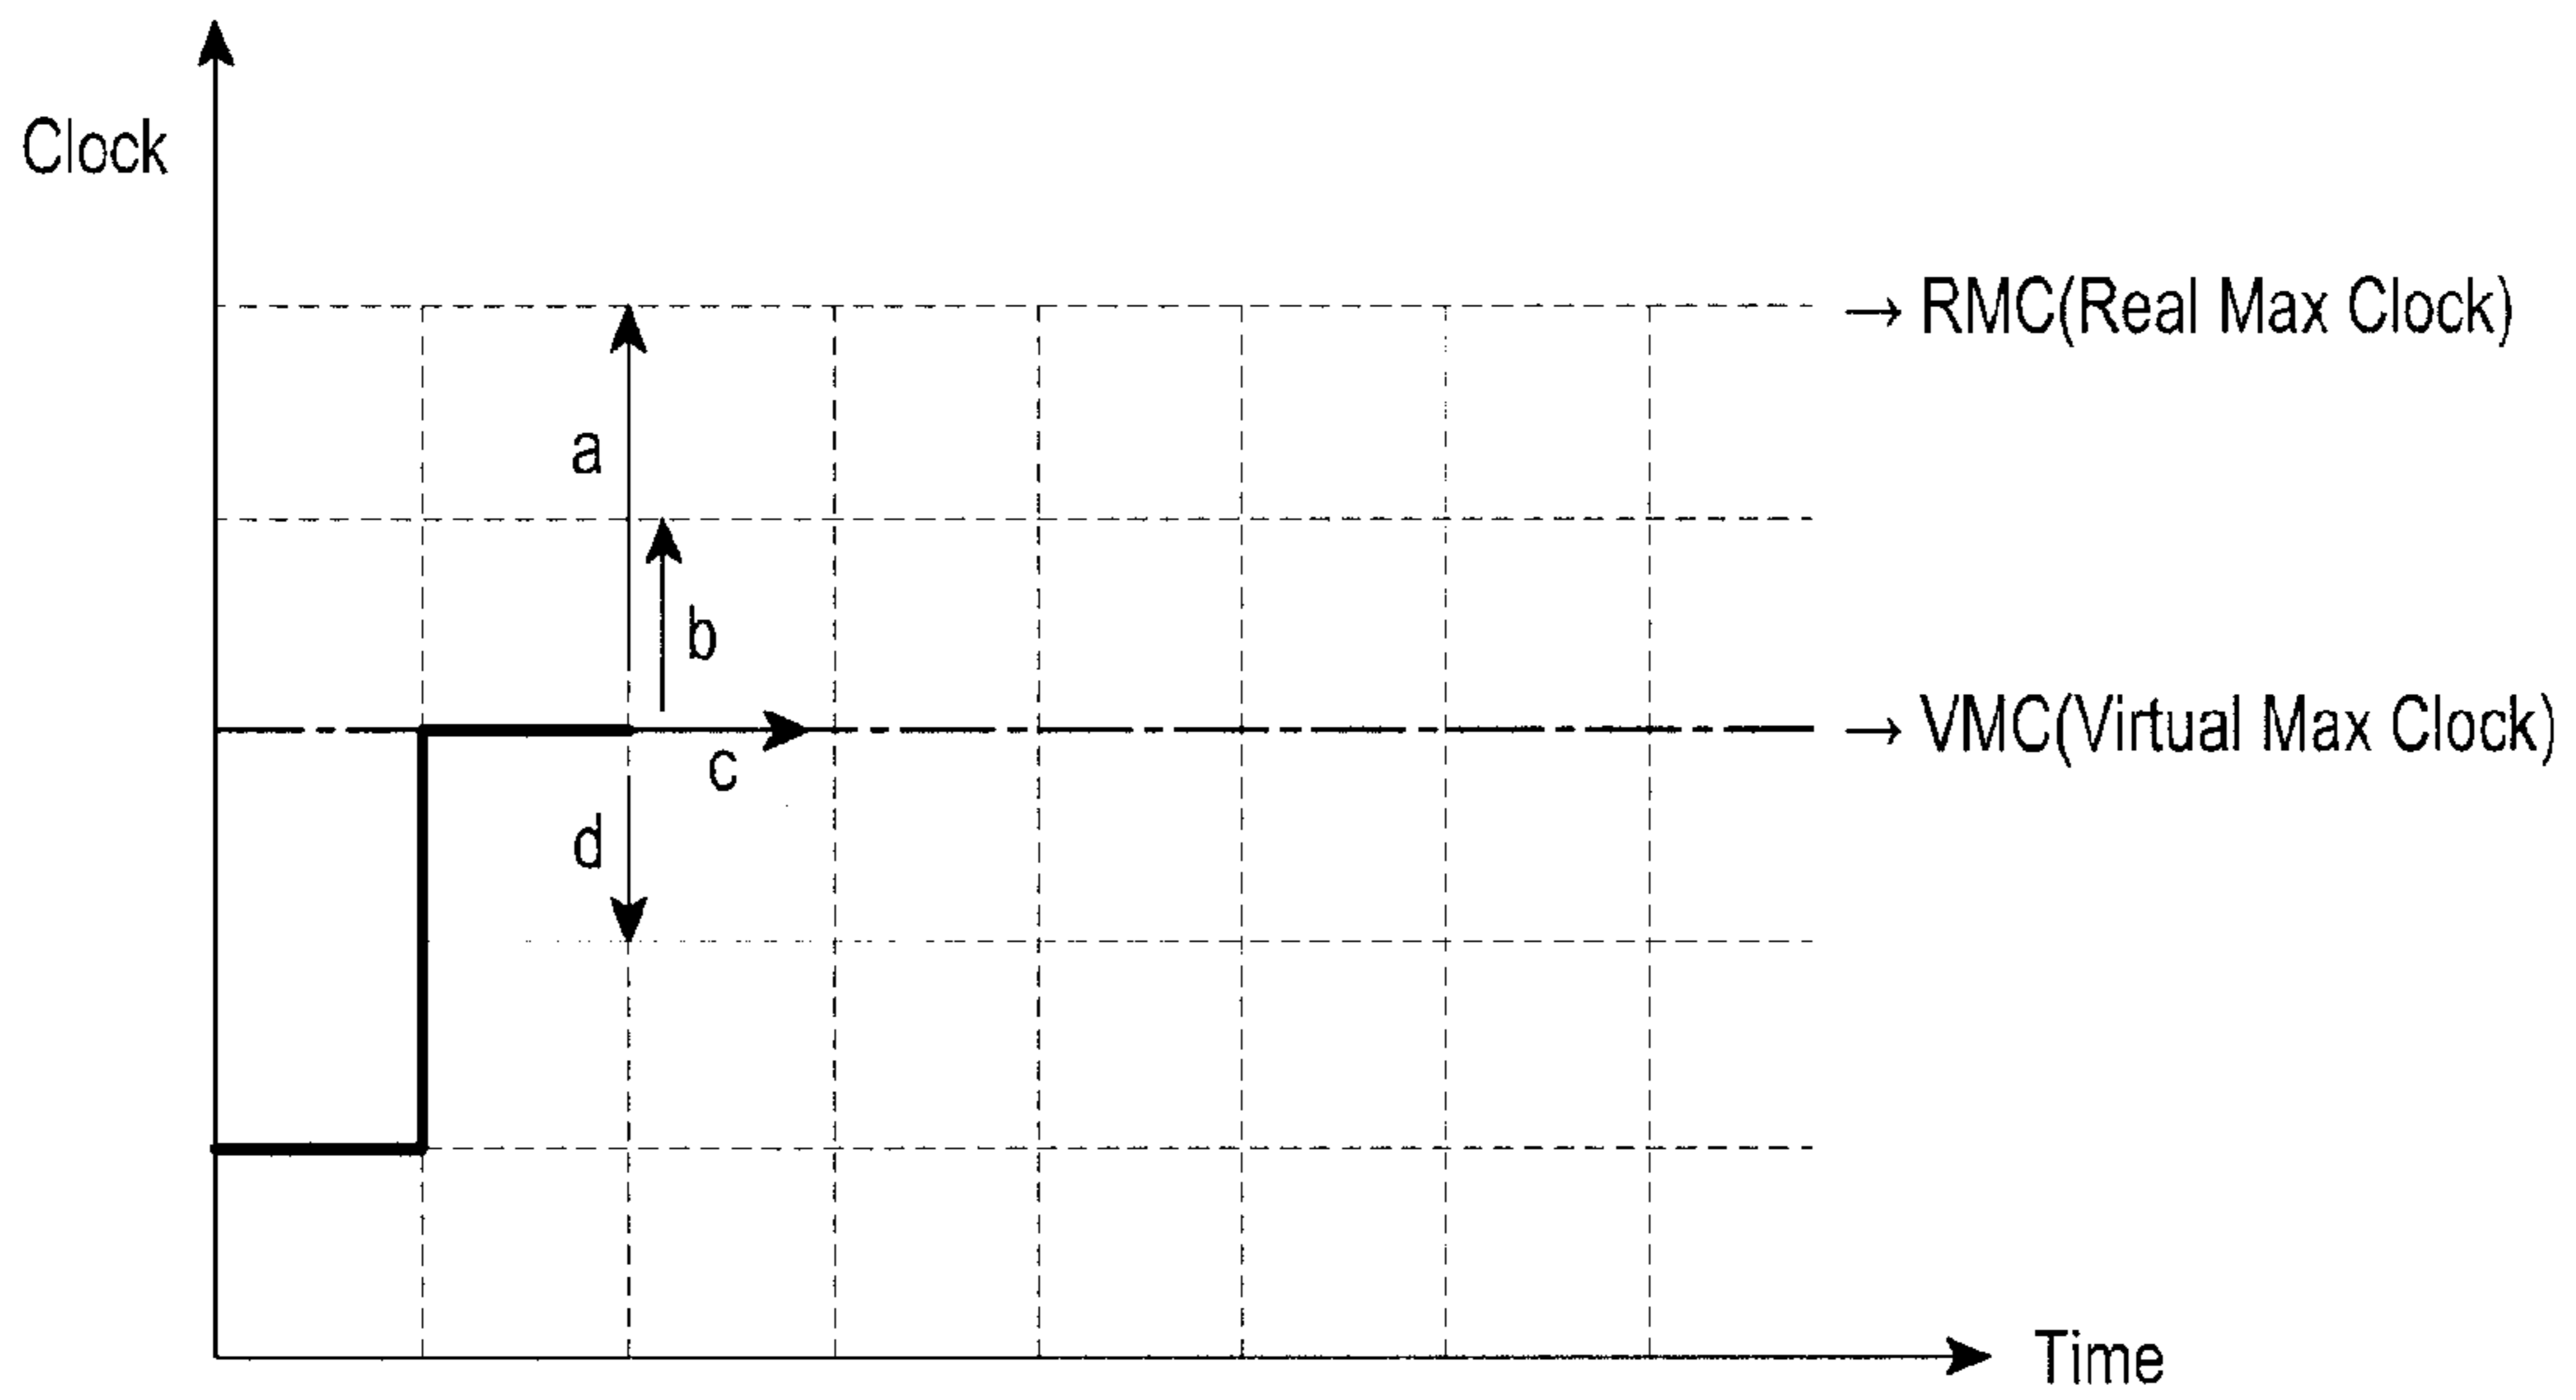 Clock
→ RMC(Real Max Clock)
a
b
→ VMC(Virtual Max Clock)
c
d
Time